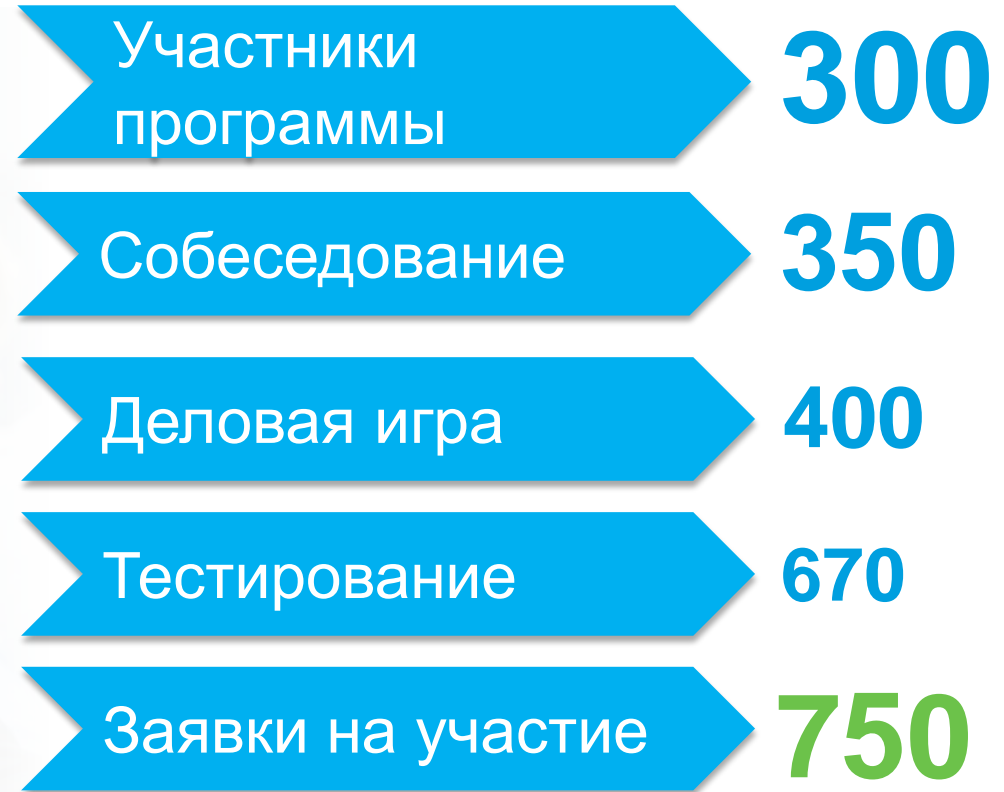 Участники
программы
300
Собеседование
350
Деловая игра
400
Тестирование
670
Заявки на участие
750